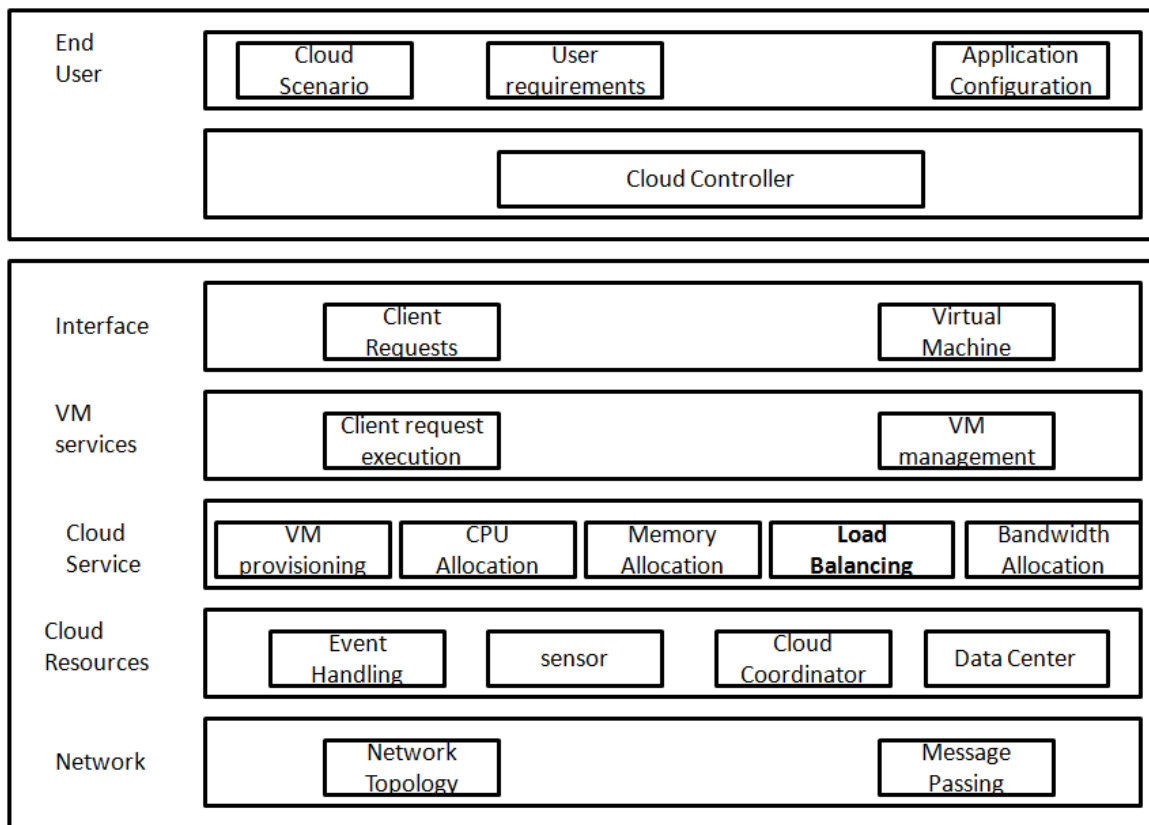 End
User
Cloud
Scenario
User
requirements
Application
Configuration
Cloud Controller
Interface
Client
Requests
Virtual
Machine
VM
services
Client request
execution
VM
management
Cloud
Service
VM
provisioning
CPU
Allocation
Memory
Allocation
Load
Balancing
Bandwidth
Allocation
Cloud
Resources
Event
Handling
sensor
Cloud
Coordinator
Data Center
Network
Network
Topology
Message
Passing